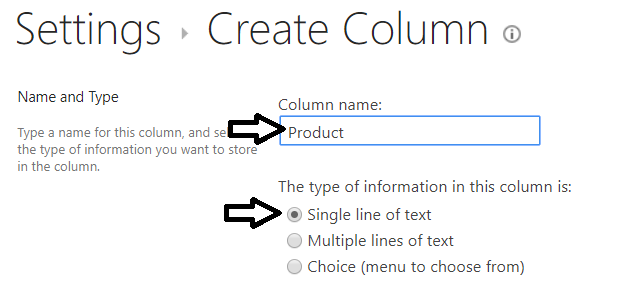 Settings ▸ Create Column
Name and Type
Type a name for this column, and se
the type of information you want to store
in the column.
Column name:
Product
The type of information in this column is:
Single line of text
Multiple lines of text
Choice (menu to choose from)